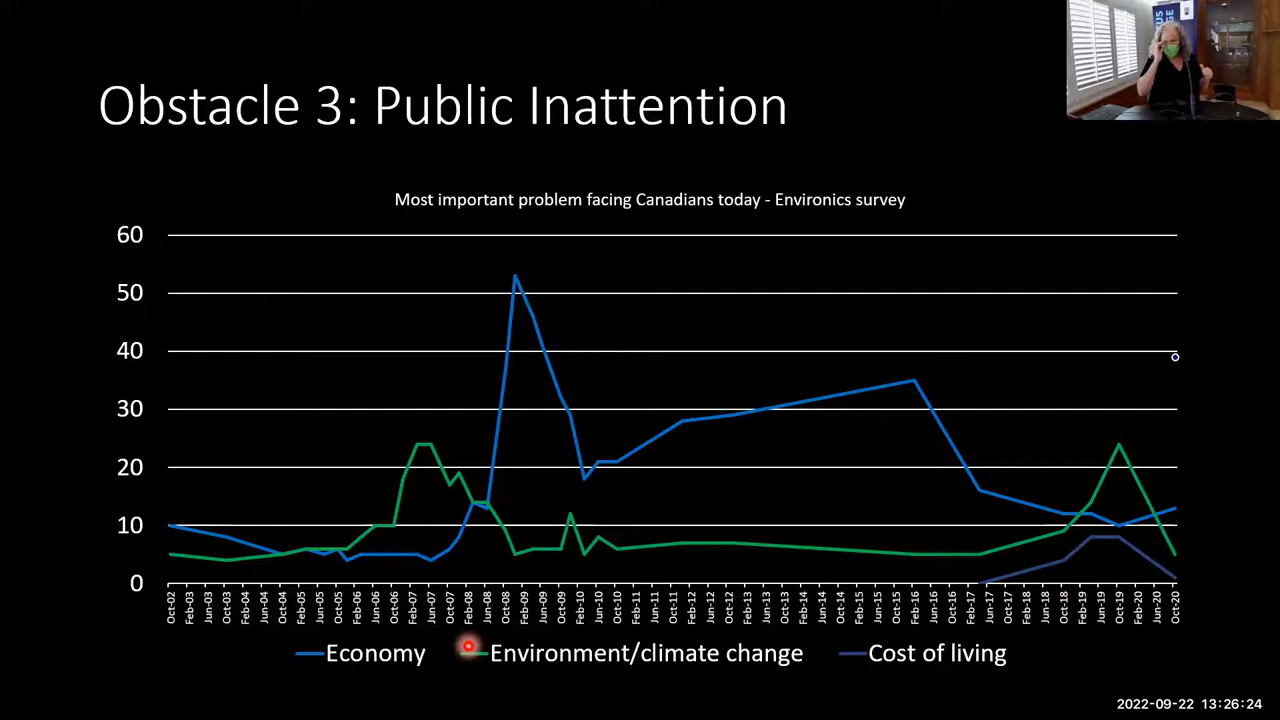 Obstacle 3: Public Inattention
Most important problem facing Canadians today - Environics survey
60
50
40
30
20
10
0
Oct-02 Feb-03 Jun-03 Oct-03 Feb-04 Jun-04 Oct-04 Feb-05 Jun-05 Oct-05 Feb-06 Jun-06 Oct-06 Feb-07 Jun-07 Oct-07 Feb-08 Jun-08 Oct-08 Feb-09 Jun-09 Oct-09 Feb-10 Jun-10 Oct-10 Feb-11 Jun-11 Oct-11 Feb-12 Jun-12 Oct-12 Feb-13 Jun-13 Oct-13 Feb-14 Jun-14 Oct-14 Feb-15 Jun-15 Oct-15 Feb-16 Jun-16 Oct-16 Feb-17 Jun-17 Oct-17 Feb-18 Jun-18 Oct-18 Feb-19 Jun-19 Oct-19 Feb-20 Jun-20 Oct-20
Economy Environment/climate change Cost of living
2022-09-22 13:26:24